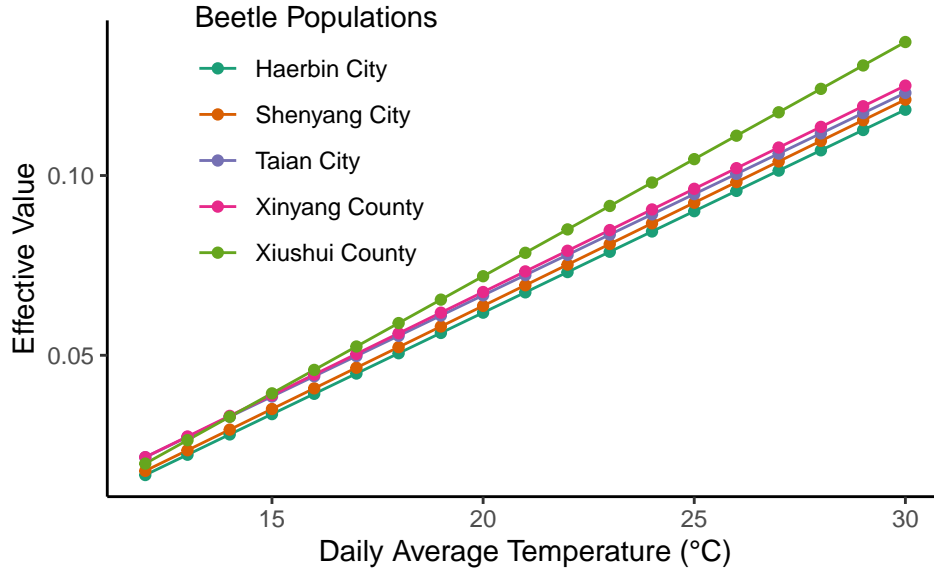 Beetle Populations
Haerbin City
Shenyang City
Taian City
Xinyang County
Xiushui County
Effective Value
0.10
0.05
15 20 25 30
Daily Average Temperature (°C)